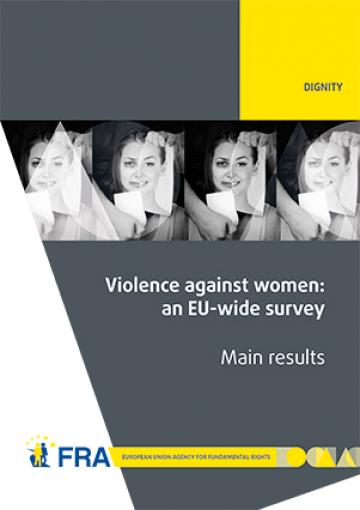 DIGNITY
Violence against women:
an EU-wide survey
Main results
FRA
EUROPEAN UNION AGENCY FOR FUNDAMENTAL RIGHTS